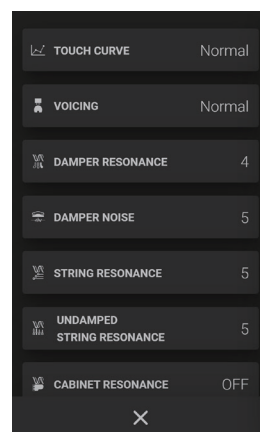 TOUCH CURVE Normal
VOICING Normal
DAMPER RESONANCE 4
DAMPER NOISE 5
STRING RESONANCE 5
UNDAMPED
STRING RESONANCE 5
CABINET RESONANCE OFF